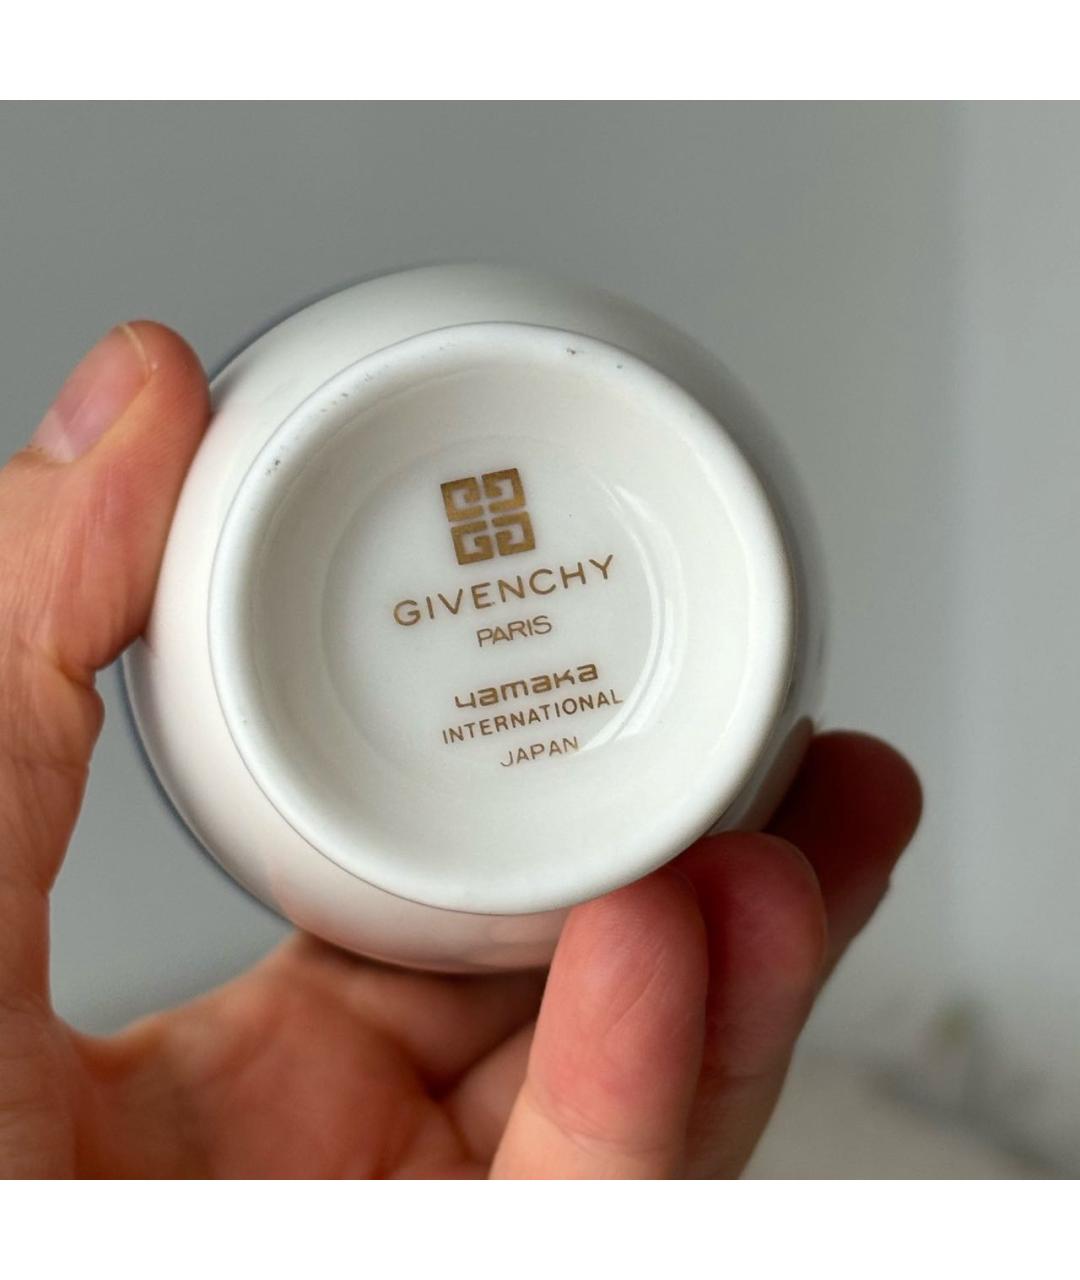 GIVENCHY
PARIS
yamaka
INTERNATIONAL
JAPAN